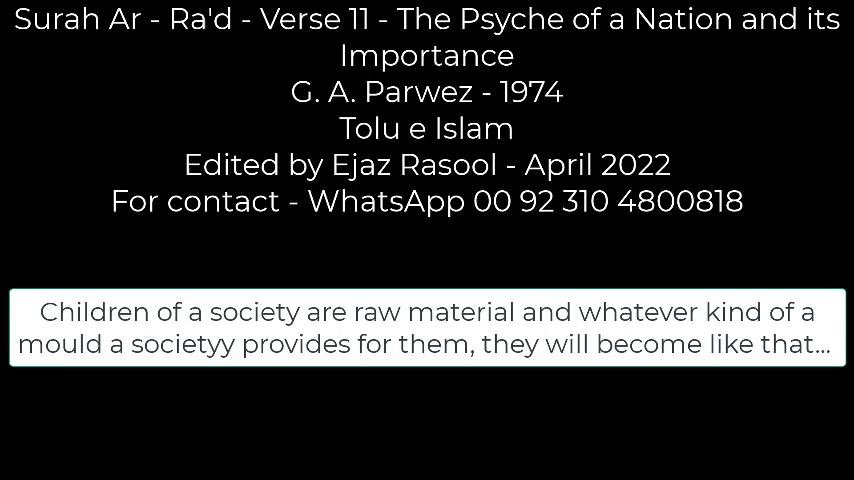 Surah Ar - Ra'd - Verse 11 - The Psyche of a Nation and its
Importance
G. A. Parwez - 1974
Tolu e Islam
Edited by Ejaz Rasool - April 2022
For contact - WhatsApp 00 92 310 4800818
Children of a society are raw material and whatever kind of a
mould a societyy provides for them, they will become like that...